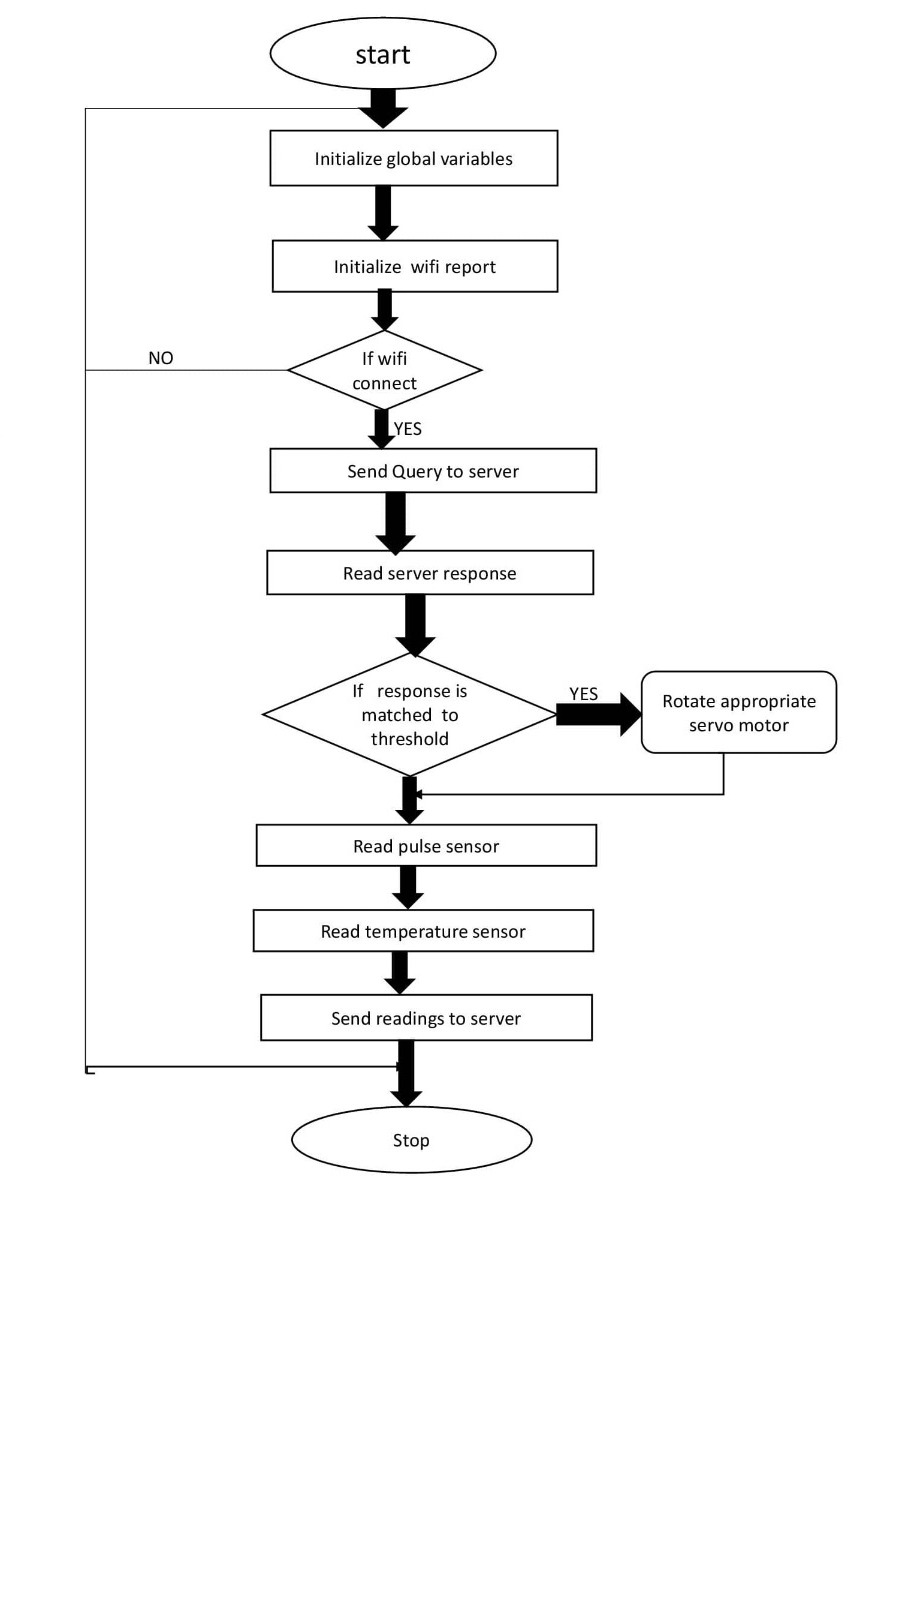 start
Initialize global variables
Initialize  wifi report
If wifi
connect
NO
YES
Send Query to server
Read server response
If   response is
matched  to
threshold
YES
Rotate appropriate
servo motor
Read pulse sensor
Read temperature sensor
Send readings to server
Stop